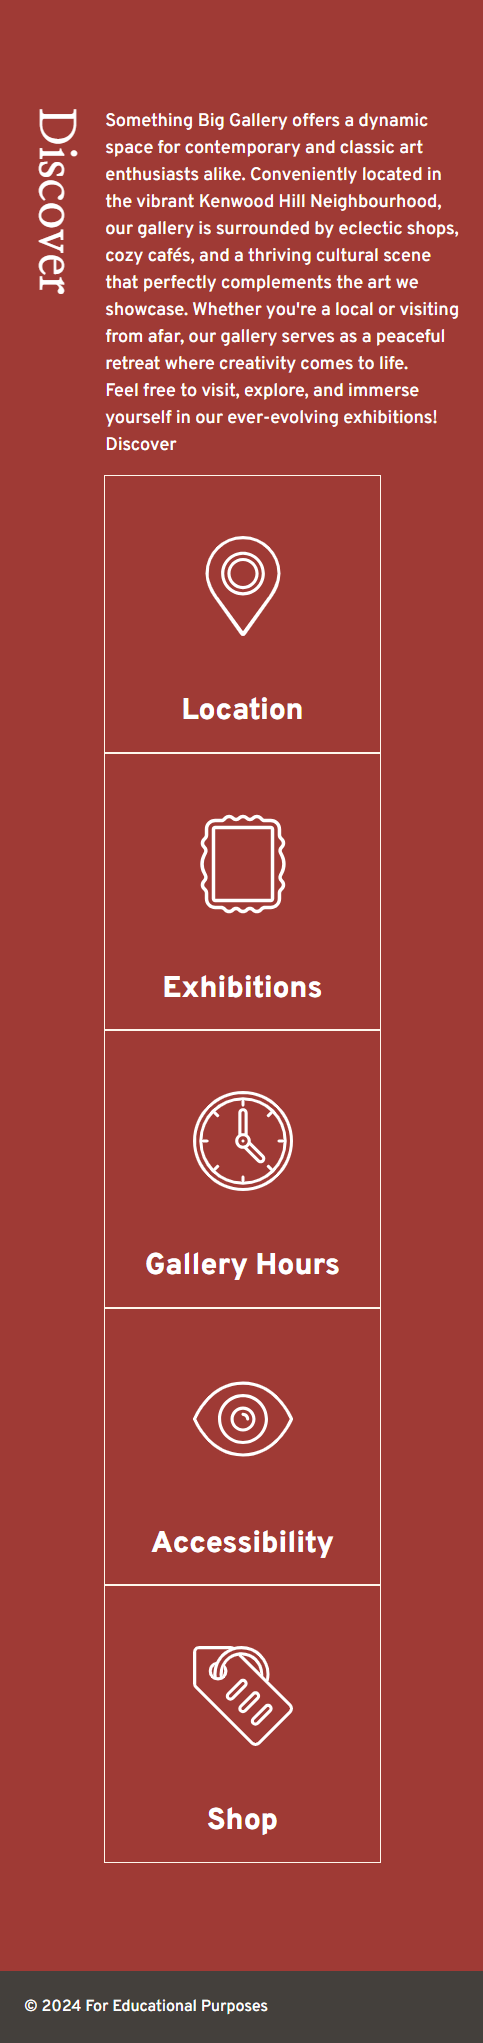 Discover
Something Big Gallery offers a dynamic
space for contemporary and classic art
enthusiasts alike. Conveniently located in
the vibrant Kenwood Hill Neighbourhood,
our gallery is surrounded by eclectic shops,
cozy cafés, and a thriving cultural scene
that perfectly complements the art we
showcase. Whether you're a local or visiting
from afar, our gallery serves as a peaceful
retreat where creativity comes to life.
Feel free to visit, explore, and immerse
yourself in our ever-evolving exhibitions!
Discover
Location
Exhibitions
Gallery Hours
Accessibility
Shop
© 2024 For Educational Purposes